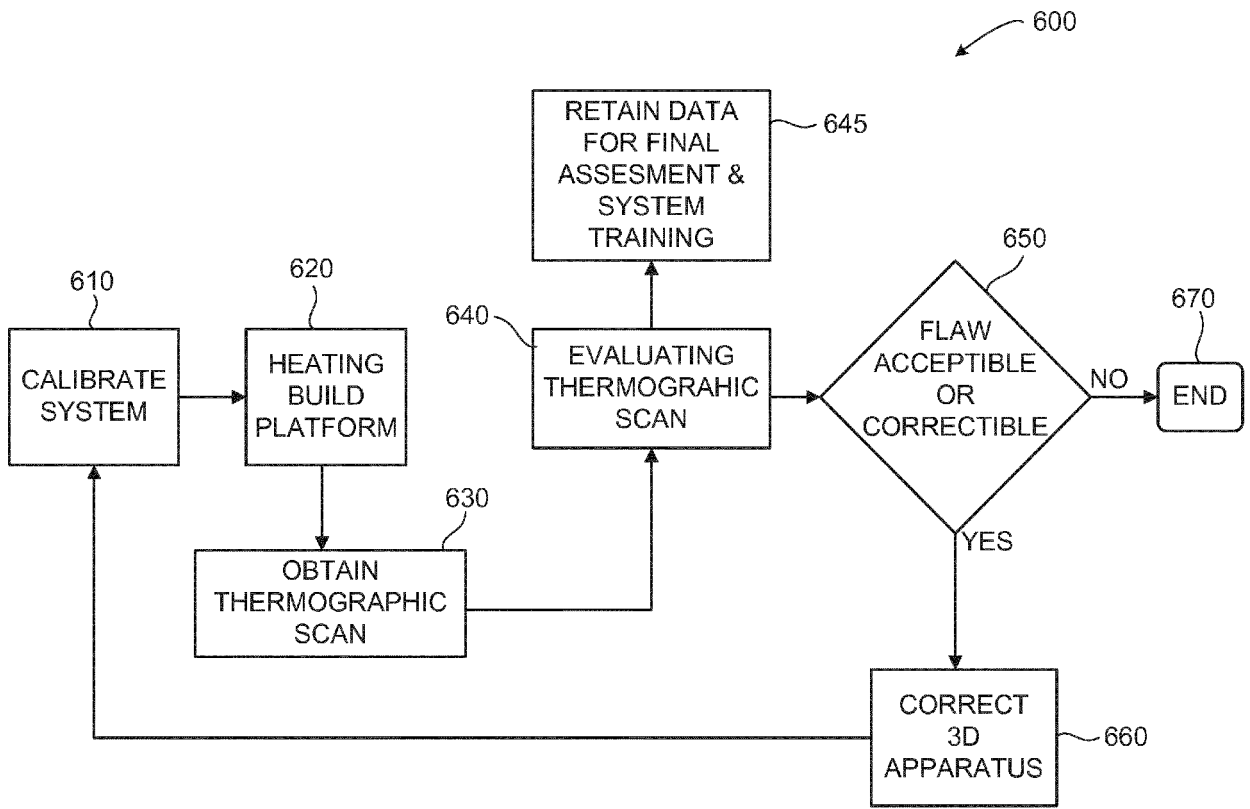 600
RETAIN DATA
FOR FINAL
ASSESMENT &
SYSTEM
TRAINING
645
610
CALIBRATE
SYSTEM
620
HEATING
BUILD
PLATFORM
630
OBTAIN
THERMOGRAPHIC
SCAN
640
EVALUATING
THERMOGRAHIC
SCAN
650
FLAW
ACCEPTIBLE
OR
CORRECTIBLE
NO
670
END
YES
CORRECT
3D
APPARATUS
660